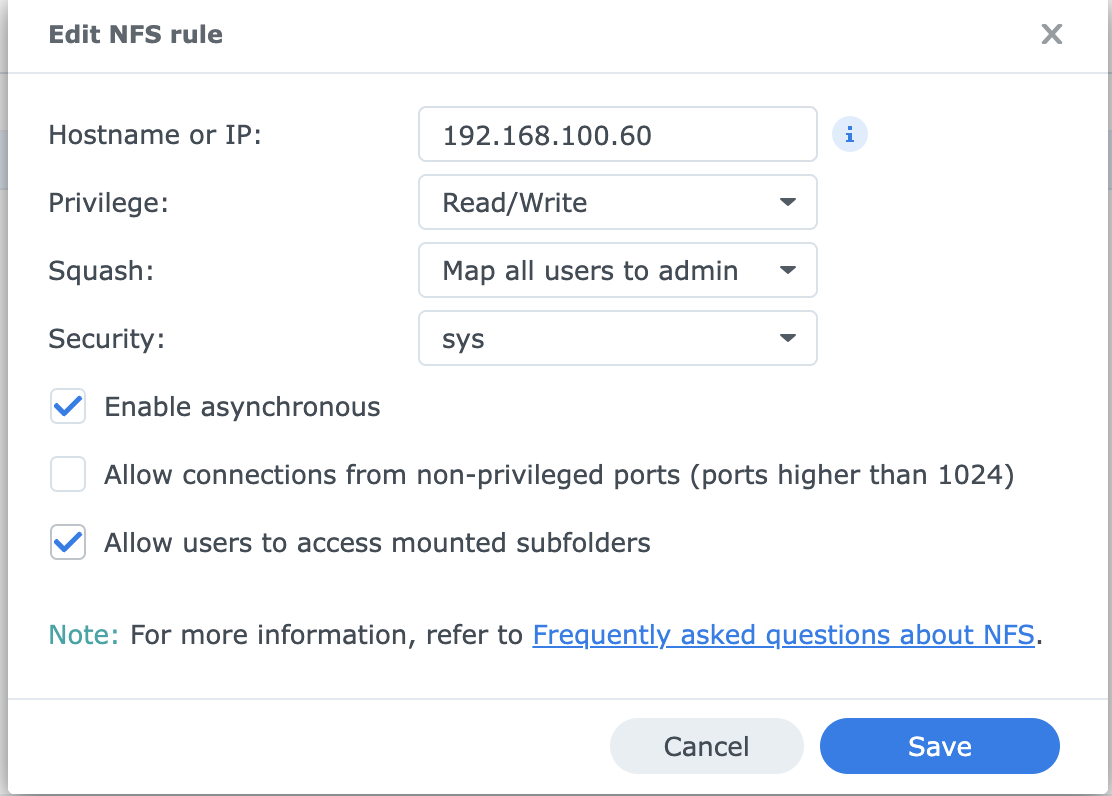 Edit NFS rule
Hostname or IP: 192.168.100.60
Privilege: Read/Write
Squash: Map all users to admin
Security: sys
Enable asynchronous
Allow connections from non-privileged ports (ports higher than 1024)
Allow users to access mounted subfolders
Note: For more information, refer to Frequently asked questions about NFS.
Cancel Save